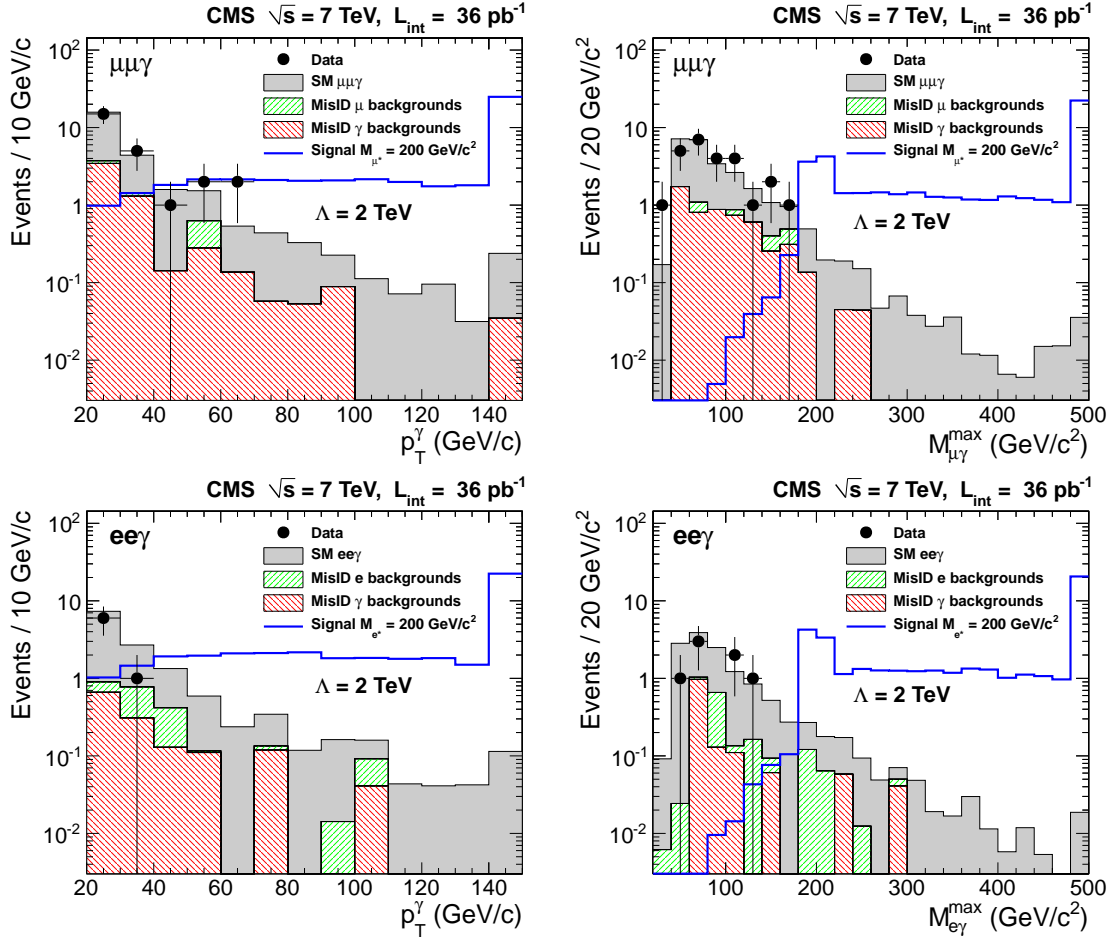 CMS √s = 7 TeV, L_int = 36 pb⁻¹
Events / 10 GeV/c
10²
10
1
10⁻¹
10⁻²
μμγ
Data
SM μμγ
MisID μ backgrounds
MisID γ backgrounds
Signal M_μ* = 200 GeV/c²
Λ = 2 TeV
20 40 60 80 100 120 140
p_T^γ (GeV/c)
CMS √s = 7 TeV, L_int = 36 pb⁻¹
Events / 20 GeV/c²
10²
10
1
10⁻¹
10⁻²
μμγ
Data
SM μμγ
MisID μ backgrounds
MisID γ backgrounds
Signal M_μ* = 200 GeV/c²
Λ = 2 TeV
100 200 300 400 500
M_μγ^max (GeV/c²)
CMS √s = 7 TeV, L_int = 36 pb⁻¹
Events / 10 GeV/c
10²
10
1
10⁻¹
10⁻²
eeγ
Data
SM eeγ
MisID e backgrounds
MisID γ backgrounds
Signal M_e* = 200 GeV/c²
Λ = 2 TeV
20 40 60 80 100 120 140
p_T^γ (GeV/c)
CMS √s = 7 TeV, L_int = 36 pb⁻¹
Events / 20 GeV/c²
10²
10
1
10⁻¹
10⁻²
eeγ
Data
SM eeγ
MisID e backgrounds
MisID γ backgrounds
Signal M_e* = 200 GeV/c²
Λ = 2 TeV
100 200 300 400 500
M_eγ^max (GeV/c²)